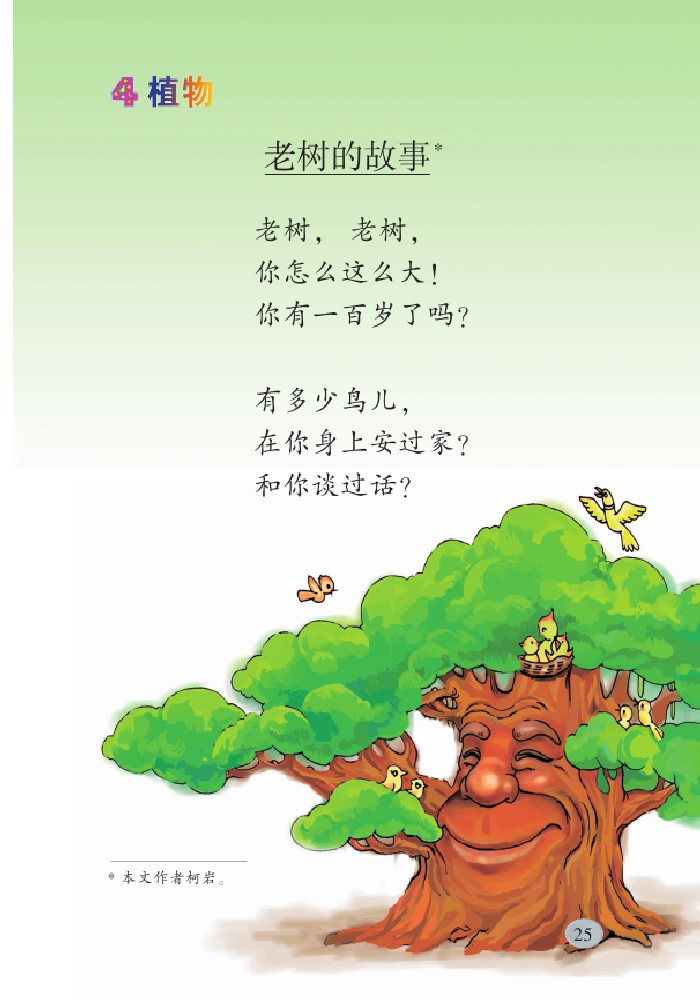 4 植物
老树的故事*
老树， 老树，
你怎么这么大！
你有一百岁了吗？
有多少鸟儿，
在你身上安过家？
和你谈过话？
* 本文作者柯岩。
25